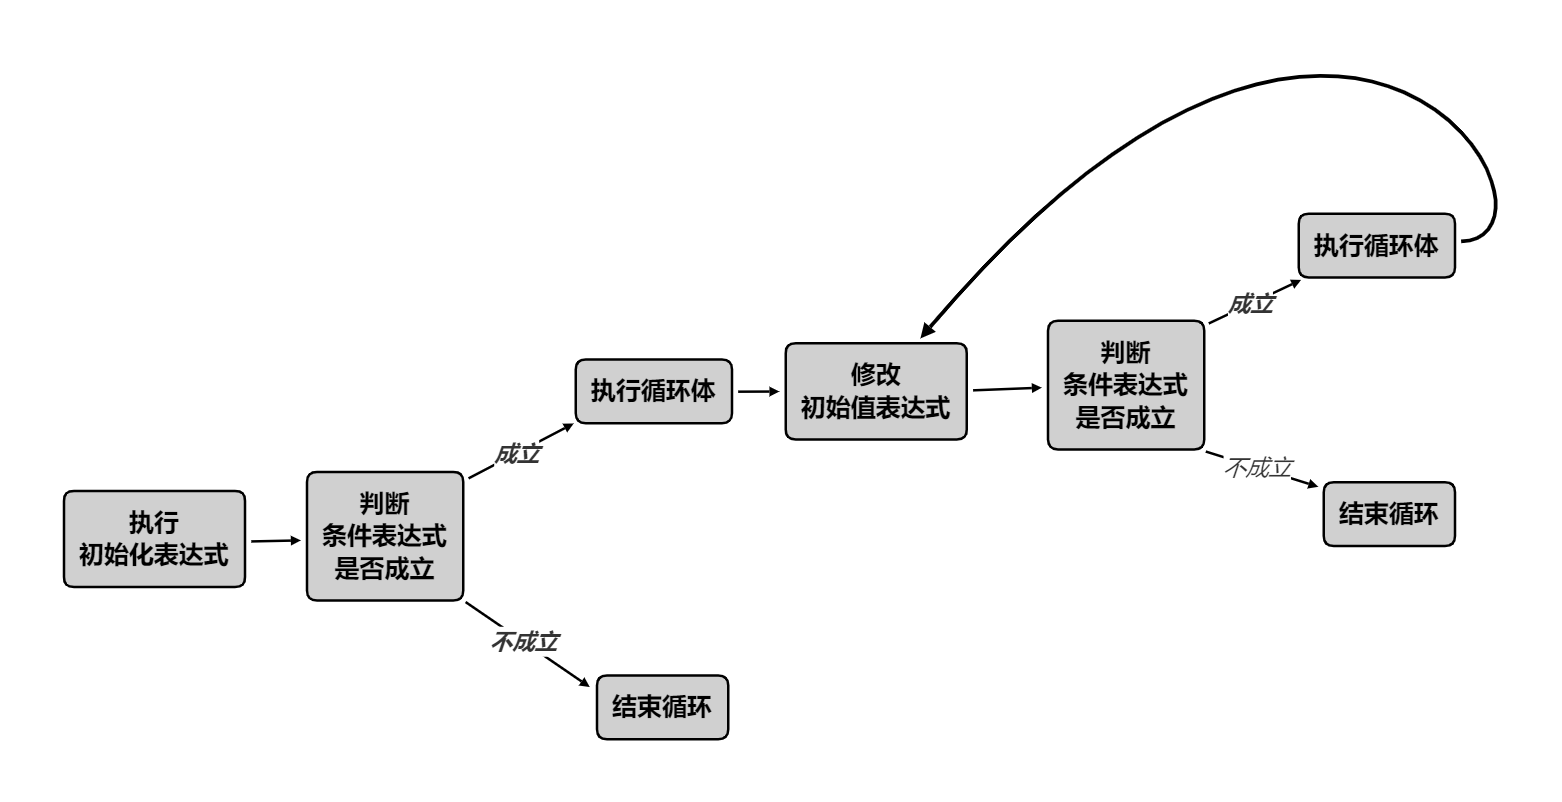 执行
初始化表达式
判断
条件表达式
是否成立
成立
执行循环体
不成立
结束循环
修改
初始值表达式
判断
条件表达式
是否成立
成立
执行循环体
不成立
结束循环